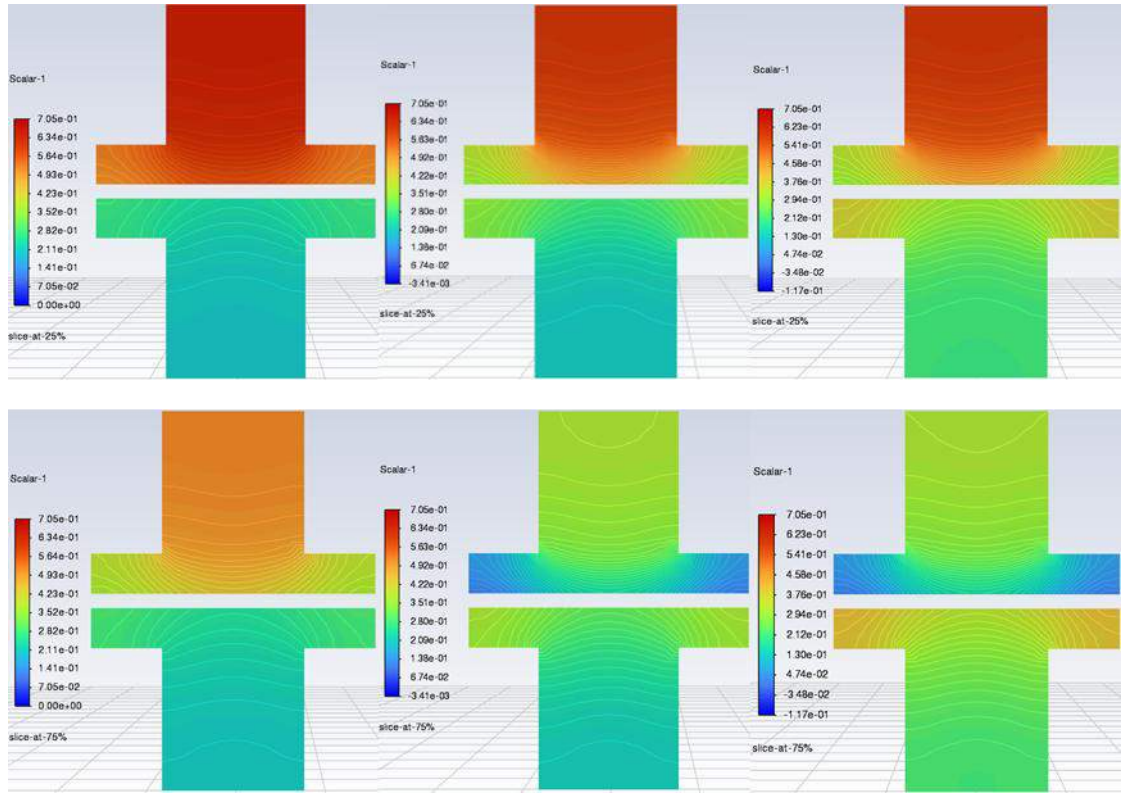 Scalar-1
7.05e-01
6.34e-01
5.64e-01
4.93e-01
4.23e-01
3.52e-01
2.82e-01
2.11e-01
1.41e-01
7.05e-02
0.00e+00
slice-at-25%
Scalar-1
7.05e-01
6.34e-01
5.63e-01
4.92e-01
4.22e-01
3.51e-01
2.80e-01
2.09e-01
1.38e-01
6.74e-02
-3.41e-03
slice-at-25%
Scalar-1
7.05e-01
6.23e-01
5.41e-01
4.58e-01
3.76e-01
2.94e-01
2.12e-01
1.30e-01
4.74e-02
-3.48e-02
-1.17e-01
slice-at-25%
Scalar-1
7.05e-01
6.34e-01
5.64e-01
4.93e-01
4.23e-01
3.52e-01
2.82e-01
2.11e-01
1.41e-01
7.05e-02
0.00e+00
slice-at-75%
Scalar-1
7.05e-01
6.34e-01
5.63e-01
4.92e-01
4.22e-01
3.51e-01
2.80e-01
2.09e-01
1.38e-01
6.74e-02
-3.41e-03
slice-at-75%
Scalar-1
7.05e-01
6.23e-01
5.41e-01
4.58e-01
3.76e-01
2.94e-01
2.12e-01
1.30e-01
4.74e-02
-3.48e-02
-1.17e-01
slice-at-75%